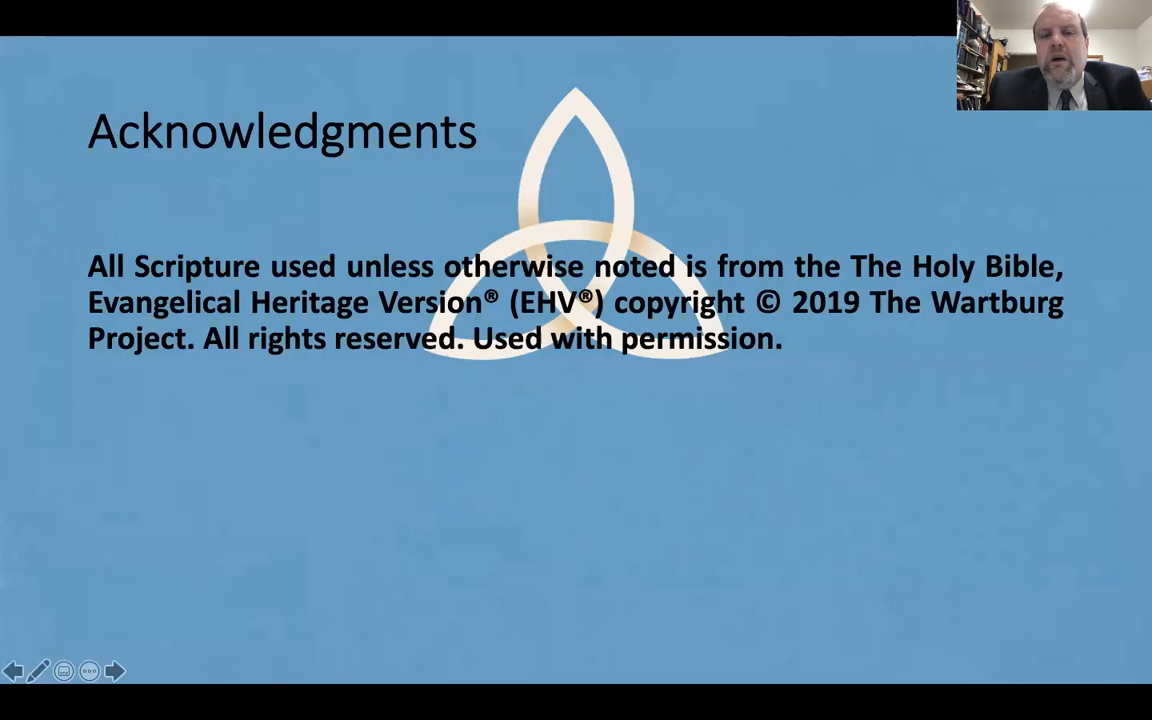 Acknowledgments
All Scripture used unless otherwise noted is from the The Holy Bible,
Evangelical Heritage Version® (EHV®) copyright © 2019 The Wartburg
Project. All rights reserved. Used with permission.